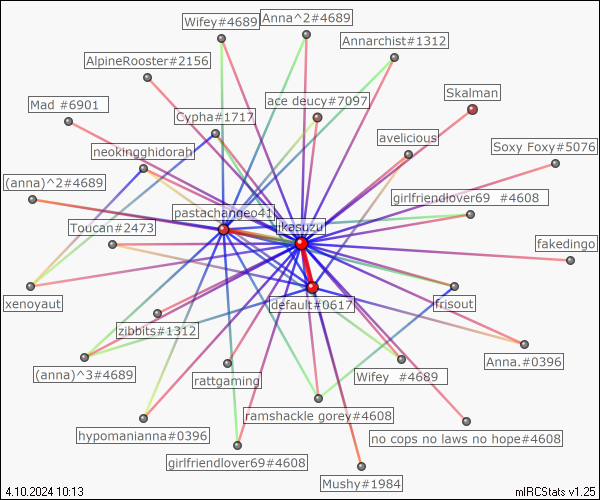 Wifey#4689
Anna^2#4689
Annarchist#1312
AlpineRooster#2156
Skalman
ace deucy#7097
Mad #6901
Cypha#1717
avelicious
Soxy Foxy#5076
neokingghidorah
(anna)^2#4689
girlfriendlover69 #4608
pastachangeo41
ikasuzu
Toucan#2473
fakedingo
xenoyaut
default#0617
frisout
zibbits#1312
Anna.#0396
(anna)^3#4689
rattgaming
Wifey #4689
ramshackle gorey#4608
hypomanianna#0396
no cops no laws no hope#4608
girlfriendlover69#4608
Mushy#1984
4.10.2024 10:13
mIRCStats v1.25